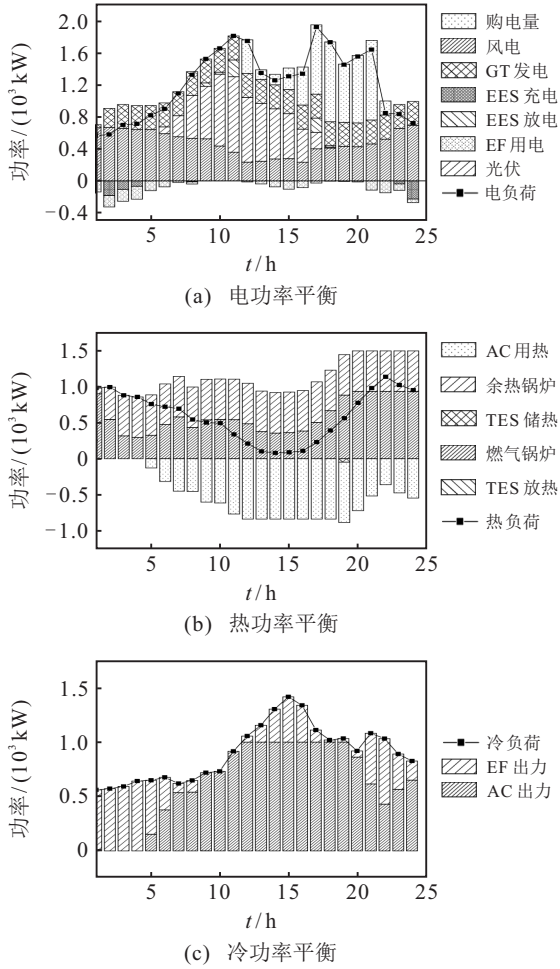 功率/(10³kW)
2.0
1.6
1.2
0.8
0.4
0
−0.4
5 10 15 20 25
t/h
购电量
风电
GT发电
EES充电
EES放电
EF用电
光伏
电负荷
(a) 电功率平衡
功率/(10³kW)
1.5
1.0
0.5
0
−0.5
−1.0
5 10 15 20 25
t/h
AC用热
余热锅炉
TES储热
燃气锅炉
TES放热
热负荷
(b) 热功率平衡
功率/(10³kW)
1.5
1.0
0.5
0
5 10 15 20 25
t/h
冷负荷
EF出力
AC出力
(c) 冷功率平衡